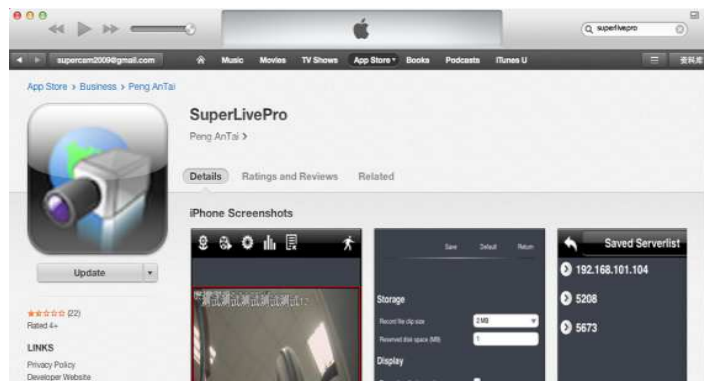 superlivepro
supercam2009@gmail.com
Music Movies TV Shows App Store Books Podcasts iTunes U
资料库
App Store > Business > Peng AnTai
SuperLivePro
Peng AnTai >
Details Ratings and Reviews Related
iPhone Screenshots
Update
(22)
Rated 4+
LINKS
Privacy Policy
Developer Website
Save Default Return
Storage
Record file clip size 2 MB
Reserved disk space (MB) 1
Display
Saved Serverlist
192.168.101.104
5208
5673